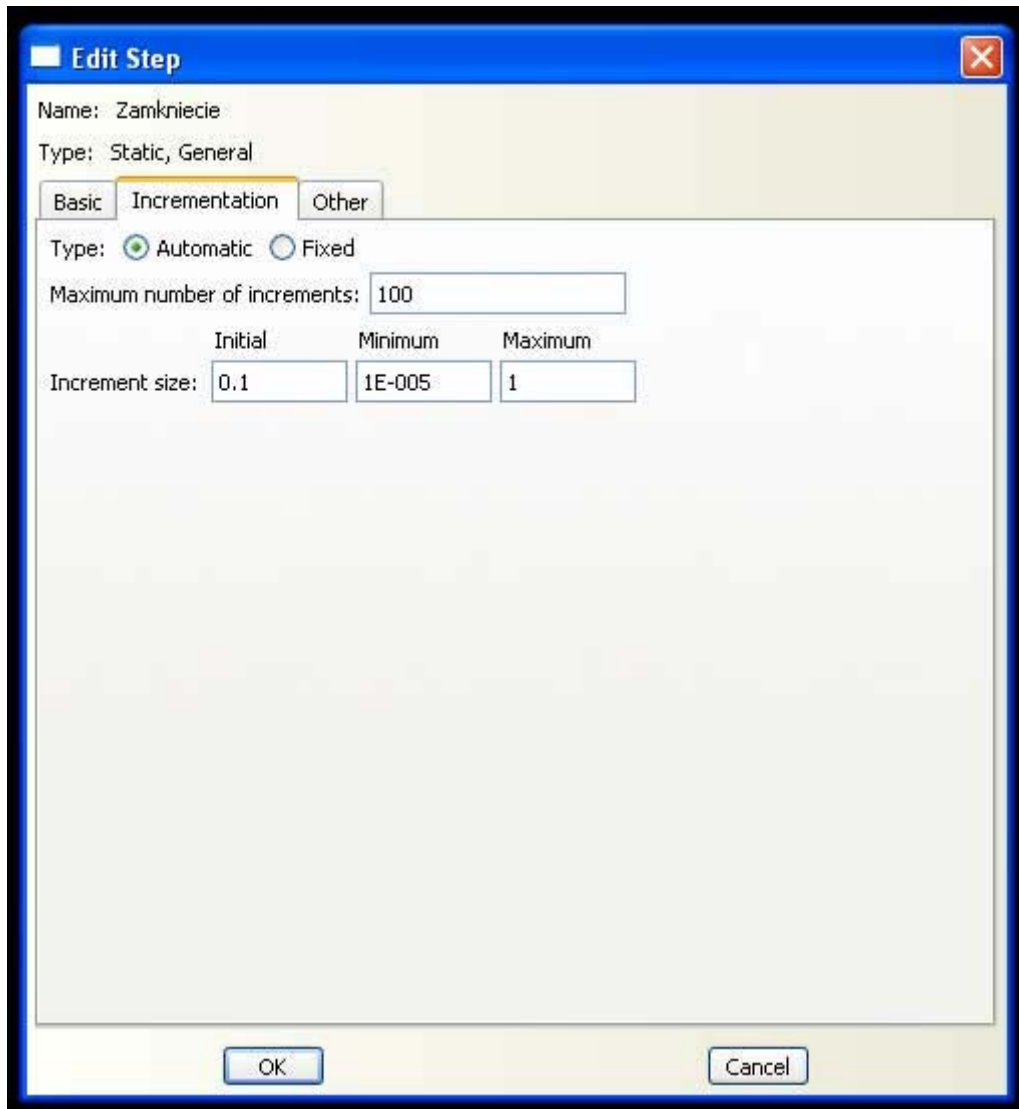 Edit Step
Name: Zamkniecie
Type: Static, General
Basic Incrementation Other
Type: Automatic Fixed
Maximum number of increments: 100
Initial Minimum Maximum
Increment size: 0.1 1E-005 1
OK Cancel